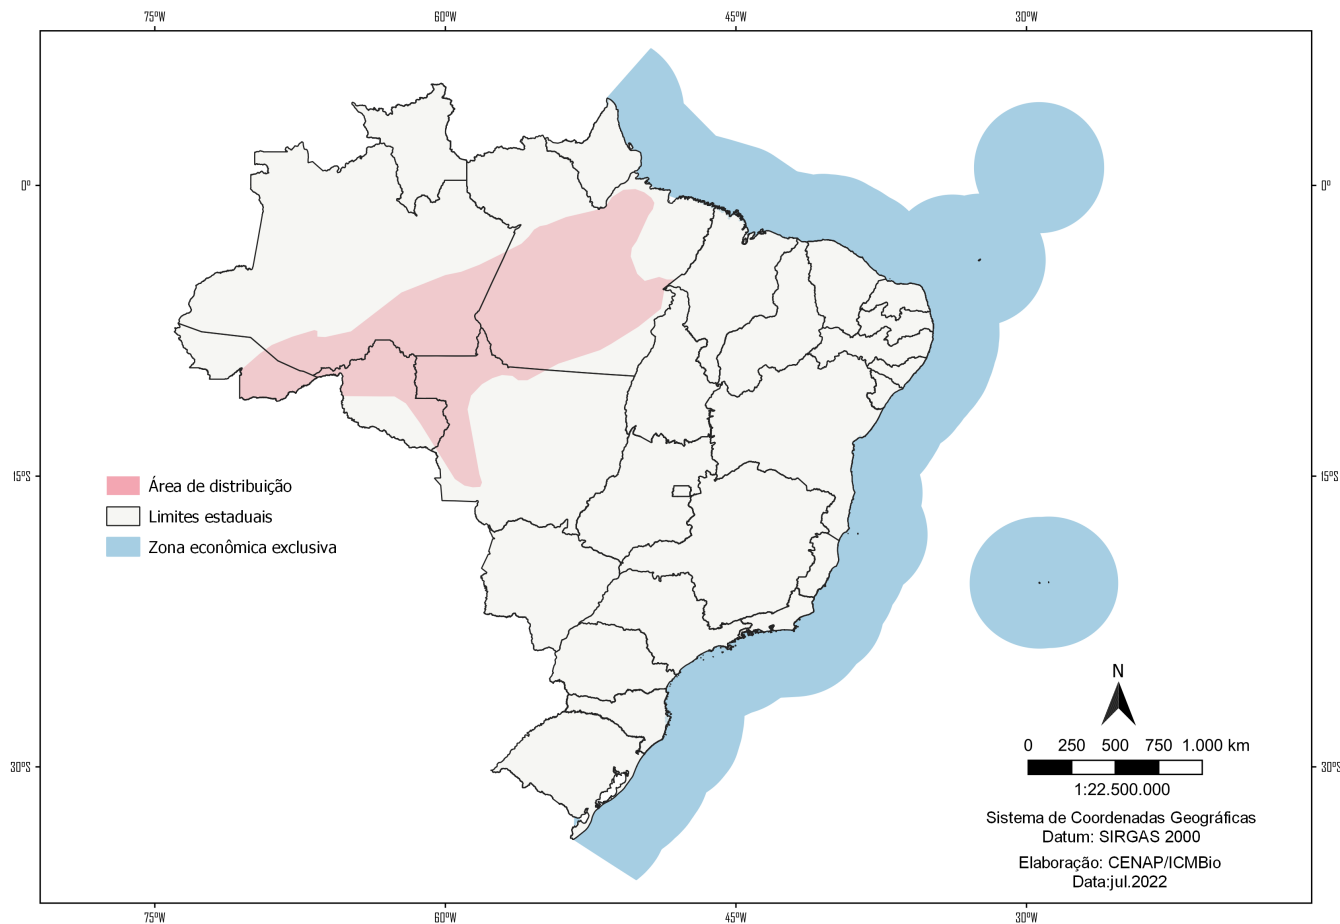 75°W 60°W 45°W 30°W
0° 0°
15°S 15°S
Área de distribuição
Limites estaduais
Zona econômica exclusiva
N
0 250 500 750 1.000 km
30°S 30°S
1:22.500.000
Sistema de Coordenadas Geográficas
Datum: SIRGAS 2000
Elaboração: CENAP/ICMBio
Data:jul.2022
75°W 60°W 45°W 30°W